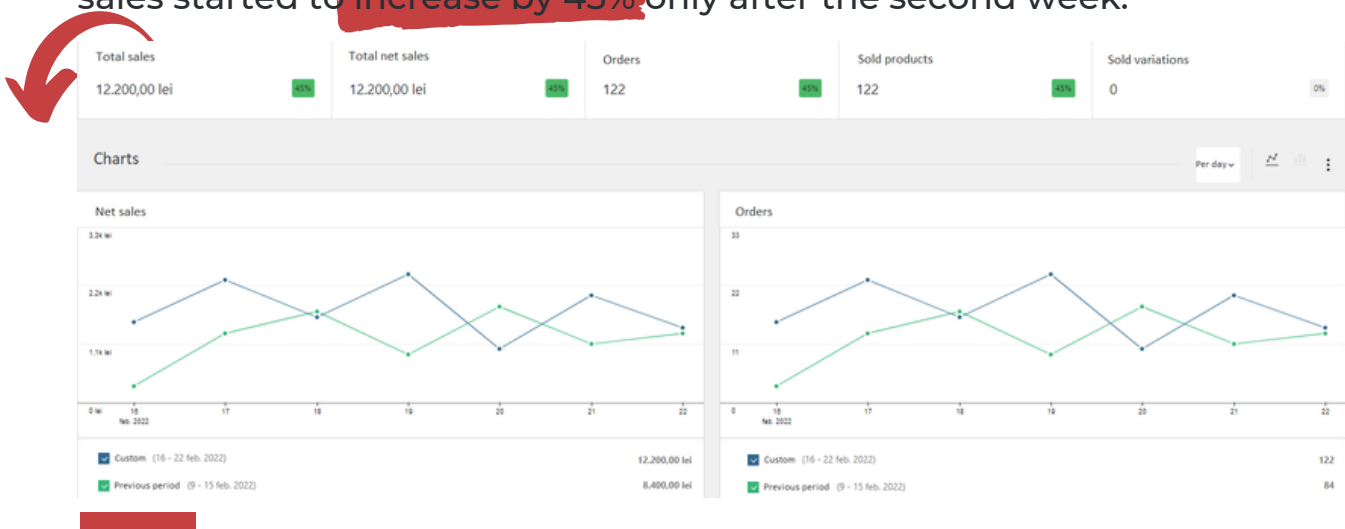 sales started to increase by 45% only after the second week.
Total sales
12.200,00 lei 45%
Total net sales
12.200,00 lei 45%
Orders
122 45%
Sold products
122 45%
Sold variations
0 0%
Charts
Per day
Net sales
3.3k lei
2.2k lei
1.1k lei
0 lei
16 17 18 19 20 21 22
feb. 2022
Custom (16 - 22 feb. 2022) 12.200,00 lei
Previous period (9 - 15 feb. 2022) 8.400,00 lei
Orders
33
22
11
0
16 17 18 19 20 21 22
feb. 2022
Custom (16 - 22 feb. 2022) 122
Previous period (9 - 15 feb. 2022) 84